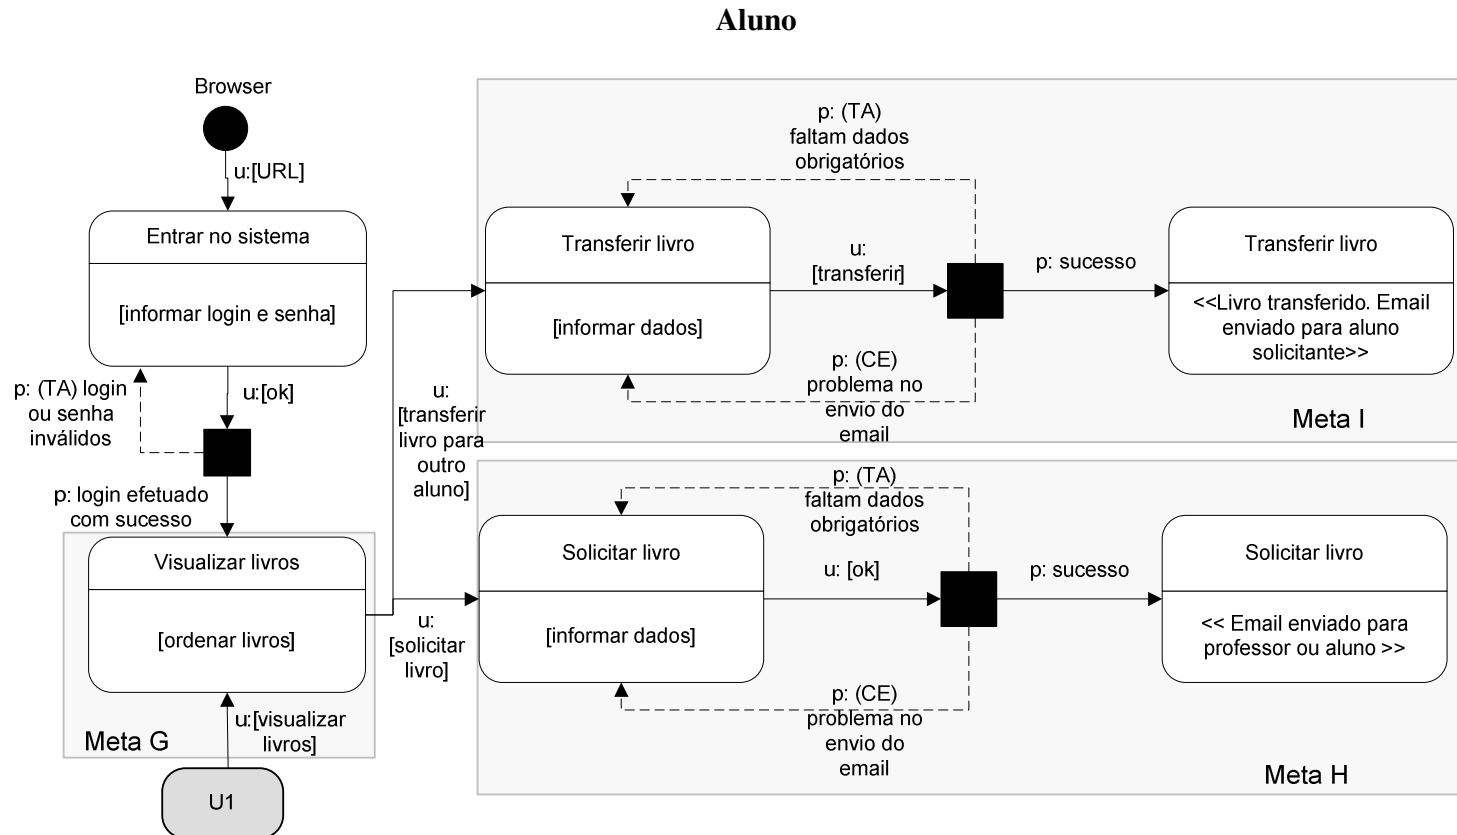 Aluno
Browser
u:[URL]
Entrar no sistema
[informar login e senha]
p: (TA) login
ou senha
inválidos
u:[ok]
p: login efetuado
com sucesso
Visualizar livros
[ordenar livros]
u:[visualizar
livros]
Meta G
U1
u:
[transferir
livro para
outro
aluno]
u:
[solicitar
livro]
p: (TA)
faltam dados
obrigatórios
Transferir livro
[informar dados]
u:
[transferir]
p: (CE)
problema no
envio do
email
p: sucesso
Transferir livro
<<Livro transferido. Email
enviado para aluno
solicitante>>
Meta I
p: (TA)
faltam dados
obrigatórios
Solicitar livro
[informar dados]
u: [ok]
p: (CE)
problema no
envio do
email
p: sucesso
Solicitar livro
<< Email enviado para
professor ou aluno >>
Meta H